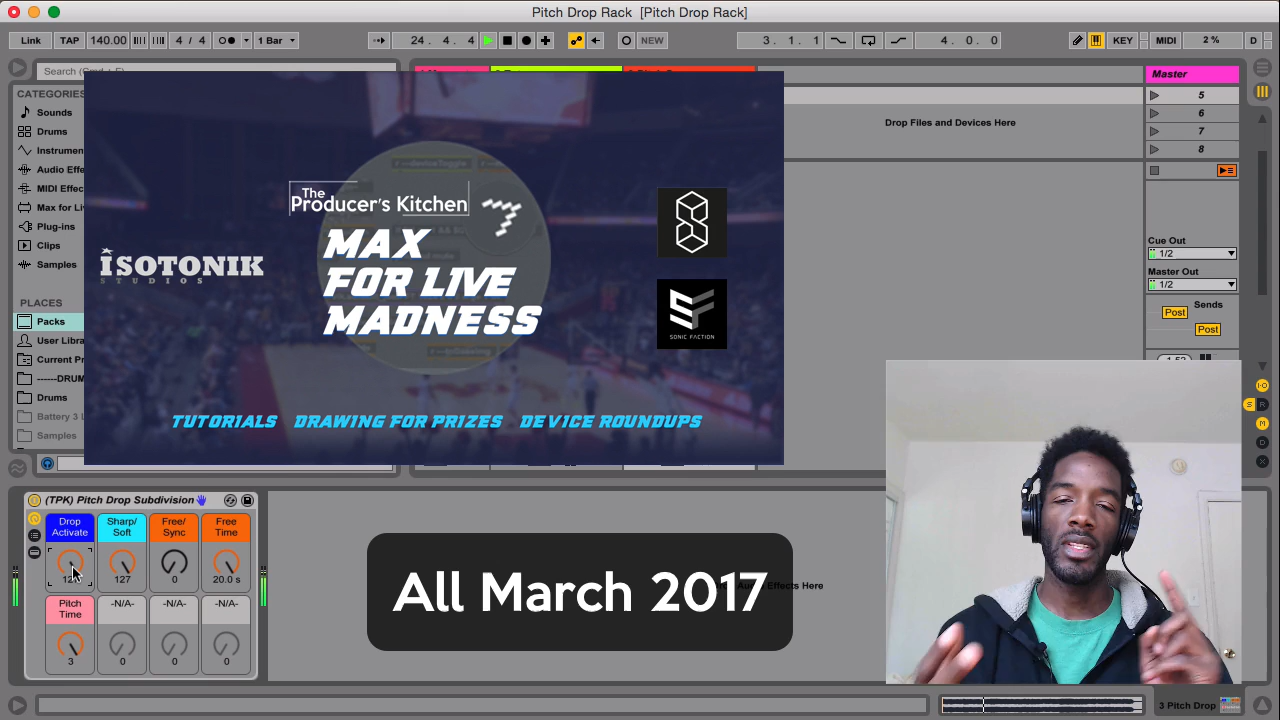 Pitch Drop Rack [Pitch Drop Rack]
Link TAP 140.00 4 / 4 1 Bar 24. 4. 4 NEW 3. 1. 1 4. 0. 0 KEY MIDI 2 % D
Search (Cmd + F)
CATEGORIES
Sounds
Drums
Instrumen
Audio Effe
MIDI Effec
Max for Li
Plug-ins
Clips
Samples
PLACES
Packs
User Libra
Current Pr
------DRUM
Drums
Battery 3 L
Samples
The
Producer's Kitchen
MAX
FOR LIVE
MADNESS
ISOTONIK
STUDIOS
SONIC FACTION
TUTORIALS DRAWING FOR PRIZES DEVICE ROUNDUPS
Drop Files and Devices Here
Master
5
6
7
8
Cue Out
1/2
Master Out
1/2
Sends
Post
Post
I·O
S
R
M
D
X
(TPK) Pitch Drop Subdivision
Drop Activate
Sharp/ Soft
Free/ Sync
Free Time
127
0
20.0 s
Pitch Time
-N/A-
-N/A-
-N/A-
3
0
0
0
Effects Here
All March 2017
3 Pitch Drop